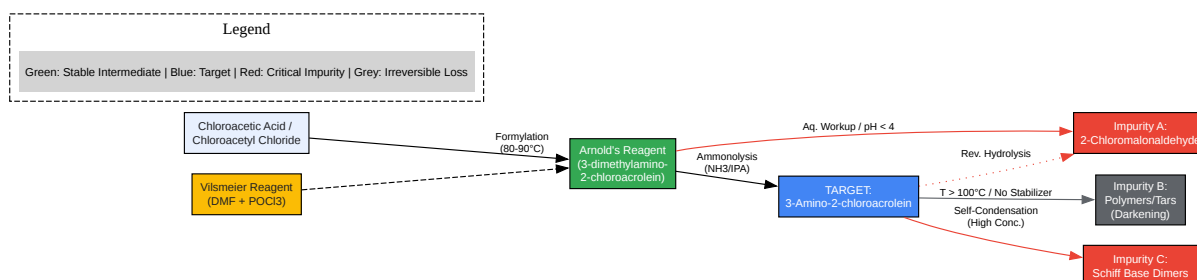 Legend
Green: Stable Intermediate | Blue: Target | Red: Critical Impurity | Grey: Irreversible Loss
Chloroacetic Acid /
Chloroacetyl Chloride
Vilsmeier Reagent
(DMF + POCl3)
Formylation
(80-90°C)
Arnold's Reagent
(3-dimethylamino-
2-chloroacrolein)
Aq. Workup / pH < 4
Ammonolysis
(NH3/IPA)
TARGET:
3-Amino-2-chloroacrolein
Rev. Hydrolysis
T > 100°C / No Stabilizer
Self-Condensation
(High Conc.)
Impurity A:
2-Chloromalonaldehyde
Impurity B:
Polymers/Tars
(Darkening)
Impurity C:
Schiff Base Dimers